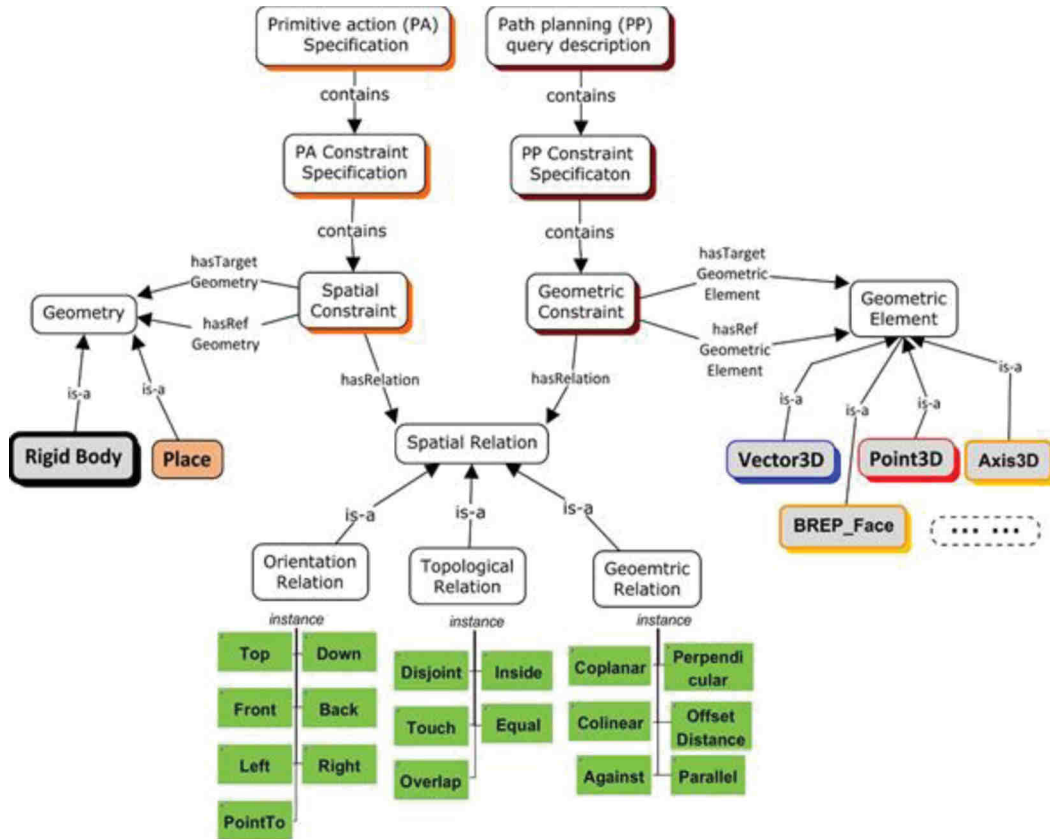 Primitive action (PA)
Specification
Path planning (PP)
query description
contains
contains
PA Constraint
Specification
PP Constraint
Specificaton
contains
contains
hasTarget
Geometry
hasTarget
Geometric
Element
Geometry
Spatial
Constraint
Geometric
Constraint
Geometric
Element
hasRef
Geometry
hasRef
Geometric
Element
is-a
is-a
hasRelation
hasRelation
is-a
is-a
is-a
is-a
Rigid Body
Place
Spatial Relation
Vector3D
Point3D
Axis3D
BREP_Face
... ...
is-a
is-a
is-a
Orientation
Relation
Topological
Relation
Geoemtric
Relation
instance
instance
instance
Top
Down
Front
Back
Left
Right
PointTo
Disjoint
Inside
Touch
Equal
Overlap
Coplanar
Perpendi
cular
Colinear
Offset
Distance
Against
Parallel